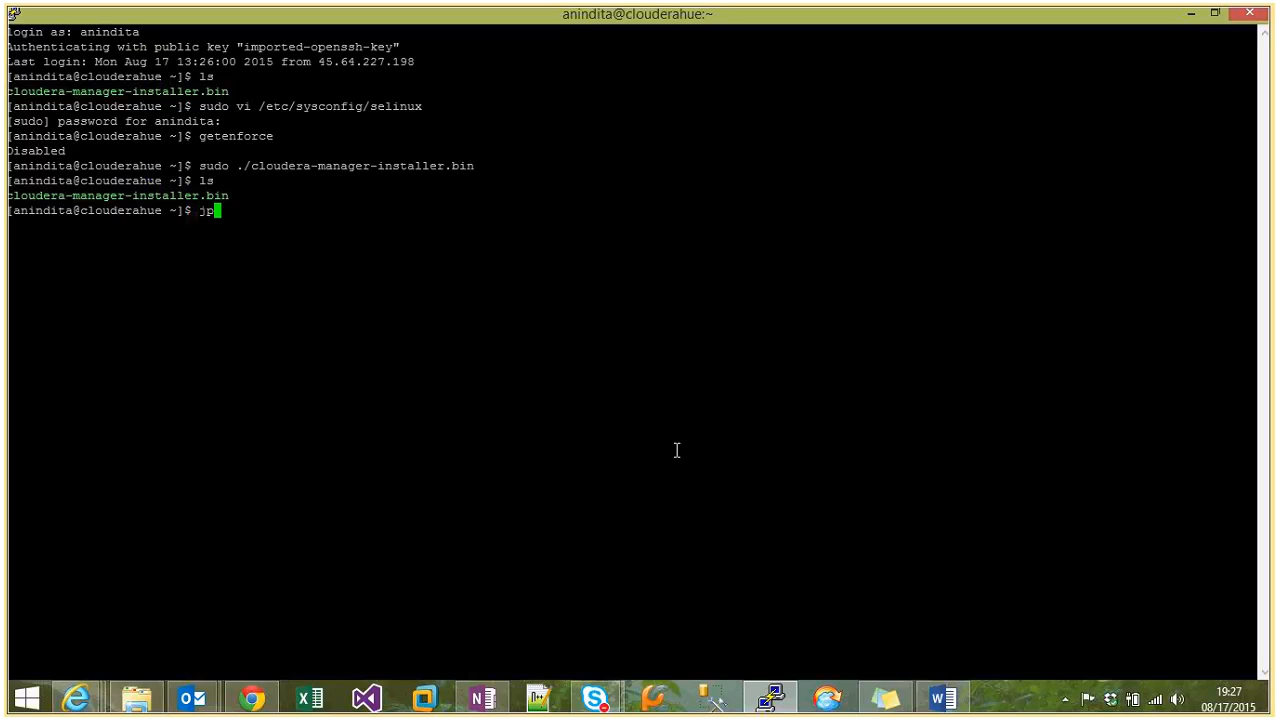 anindita@clouderahue:~
login as: anindita
Authenticating with public key "imported-openssh-key"
Last login: Mon Aug 17 13:26:00 2015 from 45.64.227.198
[anindita@clouderahue ~]$ ls
cloudera-manager-installer.bin
[anindita@clouderahue ~]$ sudo vi /etc/sysconfig/selinux
[sudo] password for anindita:
[anindita@clouderahue ~]$ getenforce
Disabled
[anindita@clouderahue ~]$ sudo ./cloudera-manager-installer.bin
[anindita@clouderahue ~]$ ls
cloudera-manager-installer.bin
[anindita@clouderahue ~]$ jp
19:27
08/17/2015